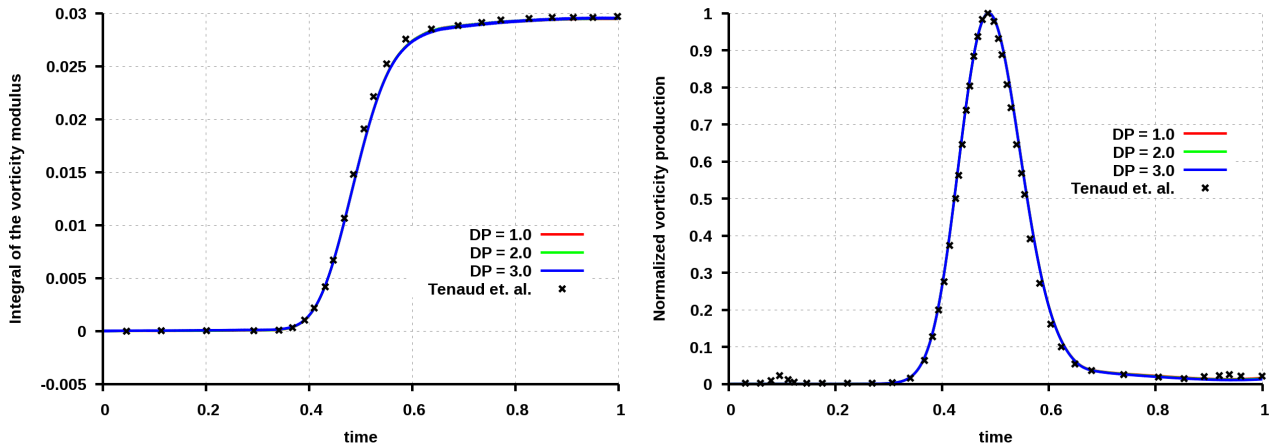 0.03
0.025
0.02
0.015
0.01
0.005
0
-0.005
Integral of the vorticity modulus
DP = 1.0
DP = 2.0
DP = 3.0
Tenaud et. al.
0 0.2 0.4 0.6 0.8 1
time
1
0.9
0.8
0.7
0.6
0.5
0.4
0.3
0.2
0.1
0
Normalized vorticity production
DP = 1.0
DP = 2.0
DP = 3.0
Tenaud et. al.
0 0.2 0.4 0.6 0.8 1
time